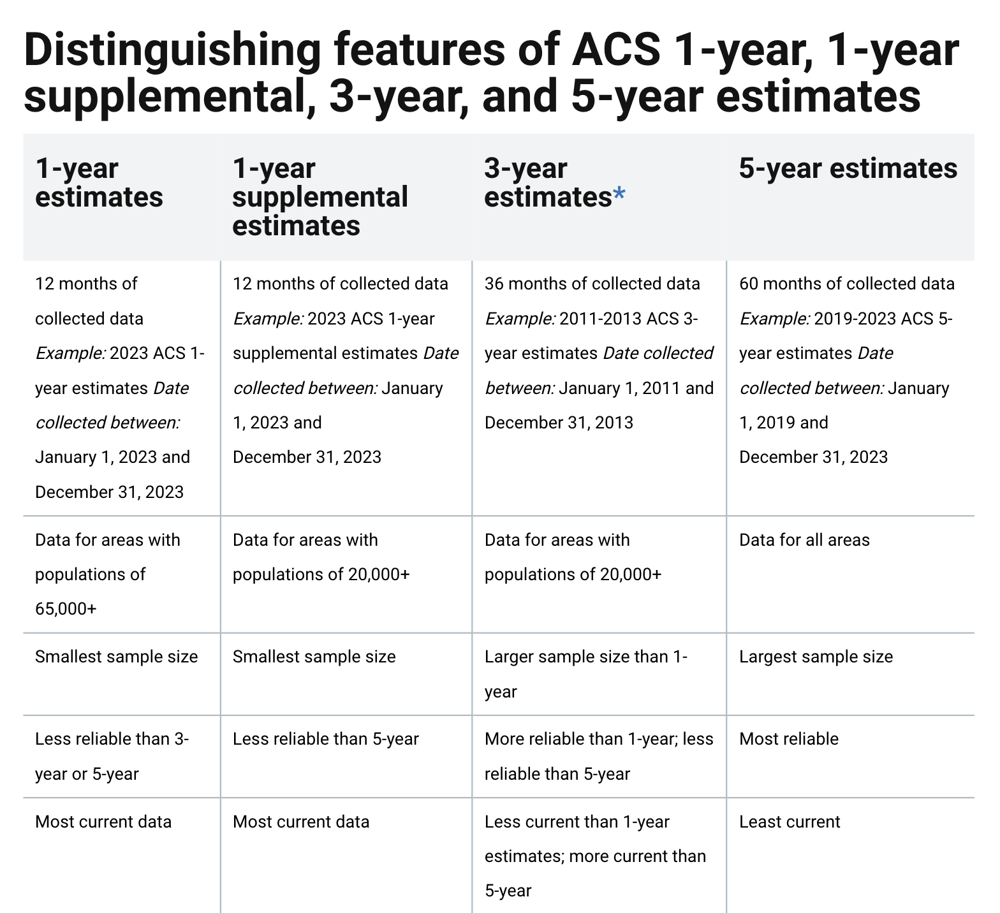 Distinguishing features of ACS 1-year, 1-year
supplemental, 3-year, and 5-year estimates
1-year
estimates
1-year
supplemental
estimates
3-year
estimates*
5-year estimates
12 months of
collected data
Example: 2023 ACS 1-
year estimates Date
collected between:
January 1, 2023 and
December 31, 2023
12 months of collected data
Example: 2023 ACS 1-year
supplemental estimates Date
collected between: January
1, 2023 and
December 31, 2023
36 months of collected data
Example: 2011-2013 ACS 3-
year estimates Date collected
between: January 1, 2011 and
December 31, 2013
60 months of collected data
Example: 2019-2023 ACS 5-
year estimates Date
collected between: January
1, 2019 and
December 31, 2023
Data for areas with
populations of
65,000+
Data for areas with
populations of 20,000+
Data for areas with
populations of 20,000+
Data for all areas
Smallest sample size
Smallest sample size
Larger sample size than 1-
year
Largest sample size
Less reliable than 3-
year or 5-year
Less reliable than 5-year
More reliable than 1-year; less
reliable than 5-year
Most reliable
Most current data
Most current data
Less current than 1-year
estimates; more current than
5-year
Least current